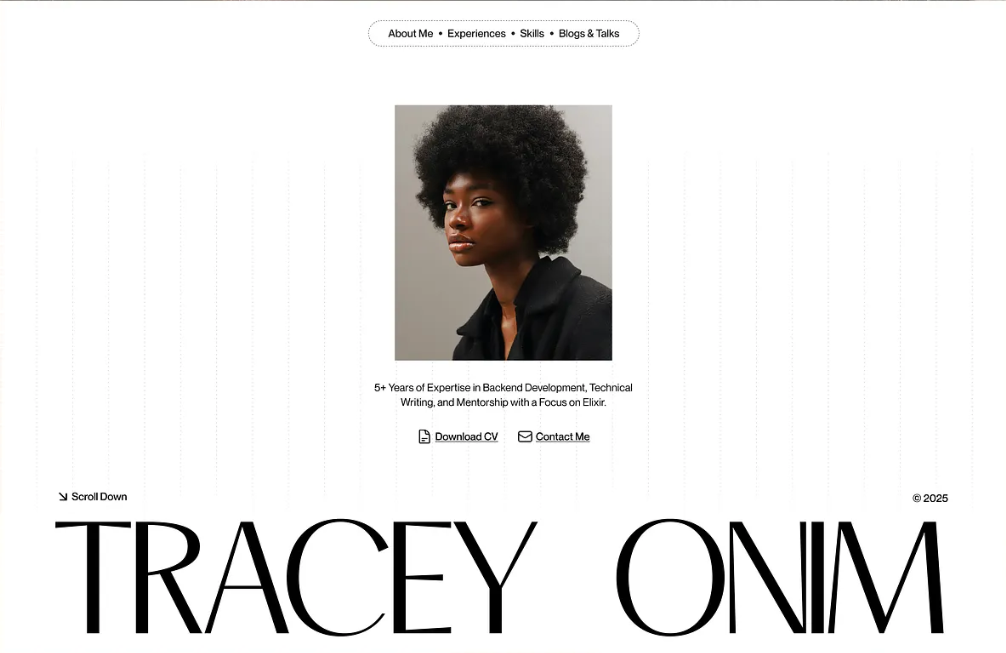 About Me • Experiences • Skills • Blogs & Talks
5+ Years of Expertise in Backend Development, Technical
Writing, and Mentorship with a Focus on Elixir.
Download CV Contact Me
Scroll Down © 2025
TRACEY ONIM